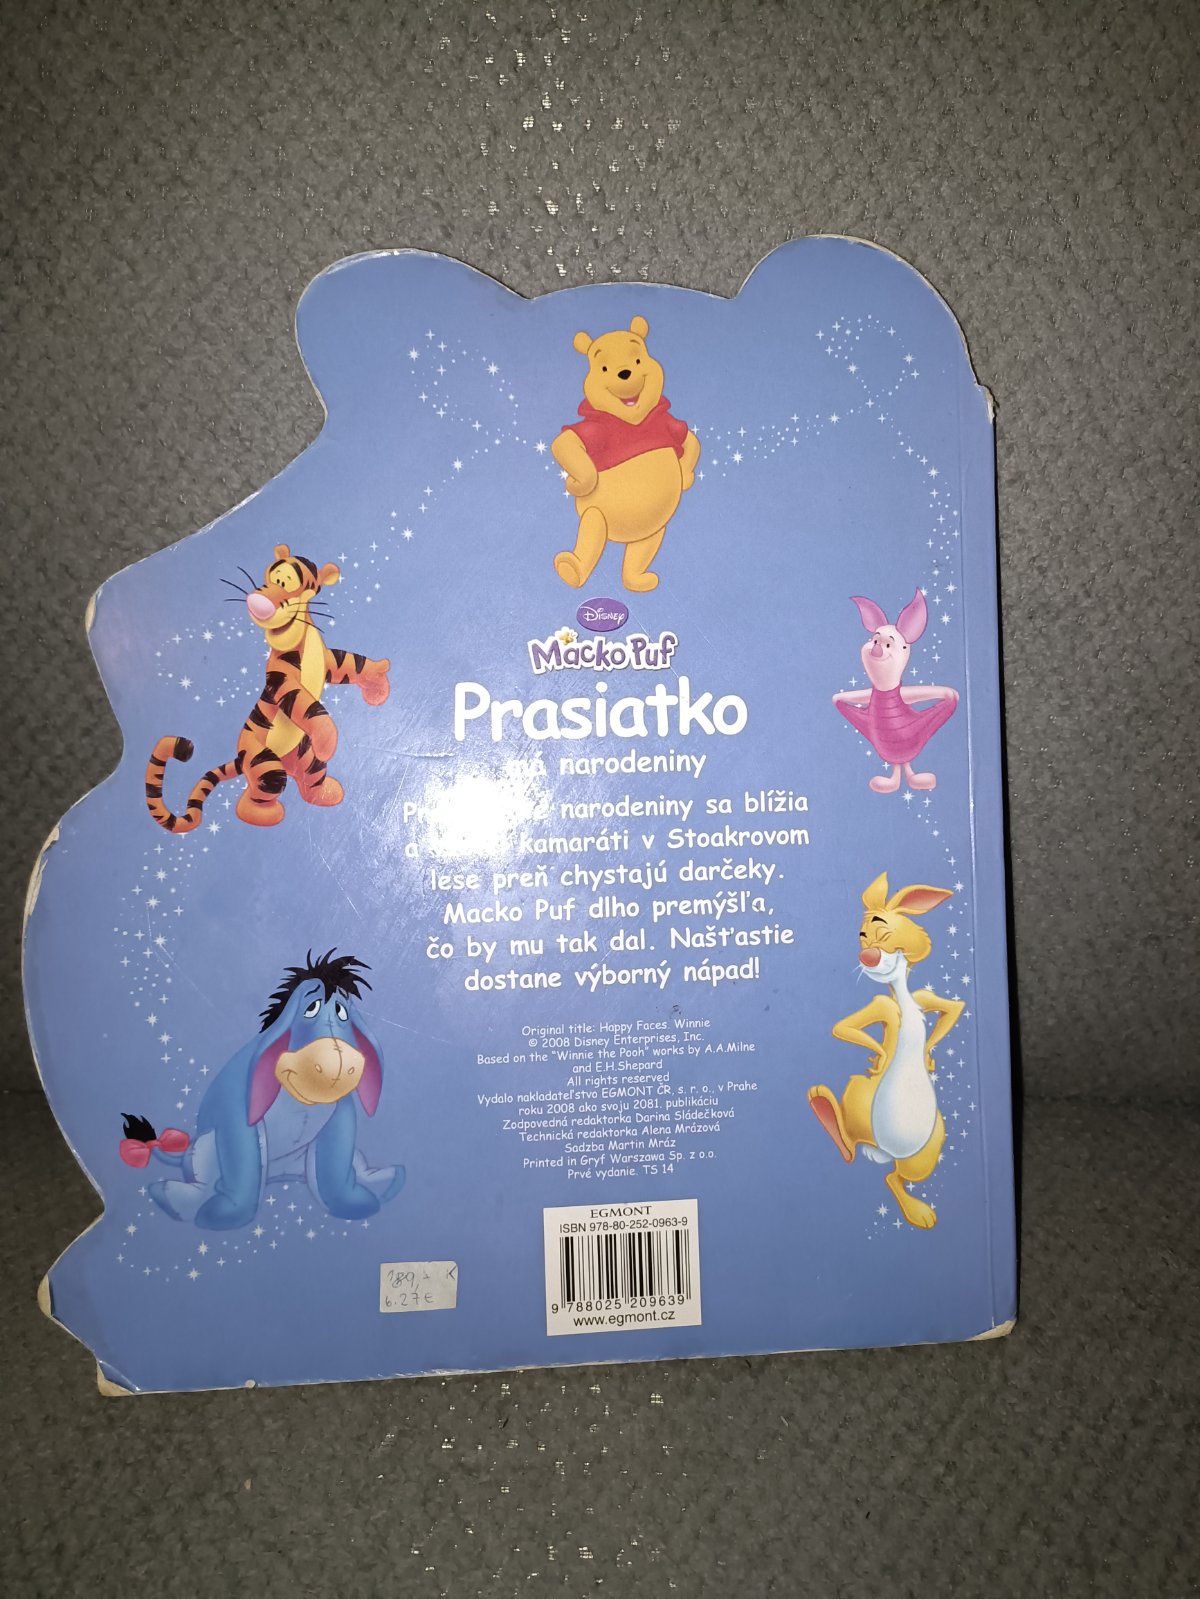 Disney
Macko Puf
Prasiatko
má narodeniny
narodeniny sa blížia
a kamaráti v Stoakrovom
lese preň chystajú darčeky.
Macko Puf dlho premýšľa,
čo by mu tak dal. Našťastie
dostane výborný nápad!
Original title: Happy Faces. Winnie
© 2008 Disney Enterprises, Inc.
Based on the "Winnie the Pooh" works by A.A.Milne
and E.H.Shepard
All rights reserved
Vydalo nakladateľstvo EGMONT ČR, s. r. o., v Prahe
roku 2008 ako svoju 2081. publikáciu
Zodpovedná redaktorka Darina Sládečková
Technická redaktorka Alena Mrázová
Sadzba Martin Mráz
Printed in Gryf Warszawa Sp. z o.o.
Prvé vydanie. TS 14
EGMONT
ISBN 978-80-252-0963-9
9 788025 209639
www.egmont.cz
189,- K
6.27€